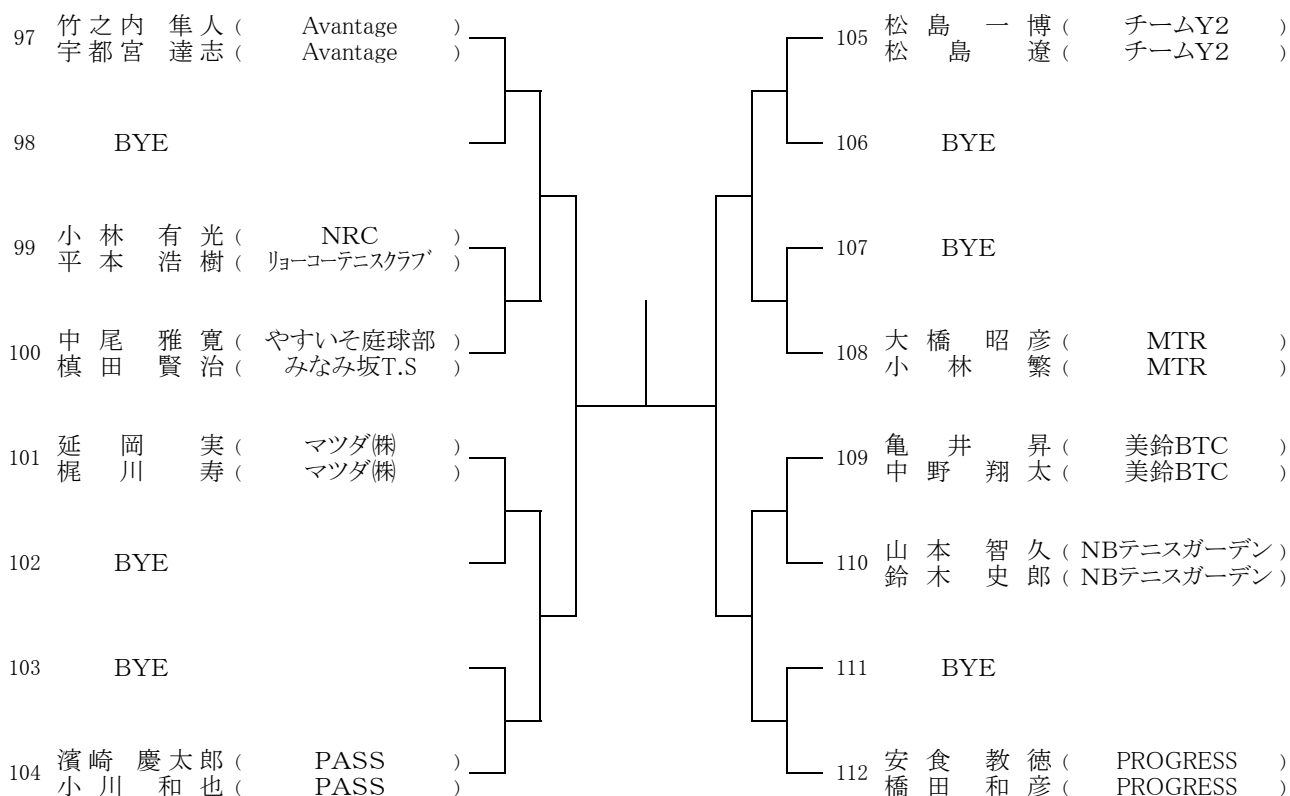 97 竹之内 隼人 ( Avantage )
宇都宮 達志 ( Avantage )
98 BYE
99 小林 有光 ( NRC )
平本 浩樹 ( リョーコーテニスクラブ )
100 中尾 雅寛 ( やすいそ庭球部 )
槙田 賢治 ( みなみ坂T.S )
101 延岡 実 ( マツダ㈱ )
梶川 寿 ( マツダ㈱ )
102 BYE
103 BYE
104 濱崎 慶太郎 ( PASS )
小川 和也 ( PASS )
105 松島 一博 ( チームY2 )
松島 遼 ( チームY2 )
106 BYE
107 BYE
108 大橋 昭彦 ( MTR )
小林 繁 ( MTR )
109 亀井 昇 ( 美鈴BTC )
中野 翔太 ( 美鈴BTC )
110 山本 智久 ( NBテニスガーデン )
鈴木 史郎 ( NBテニスガーデン )
111 BYE
112 安食 教徳 ( PROGRESS )
橋田 和彦 ( PROGRESS )